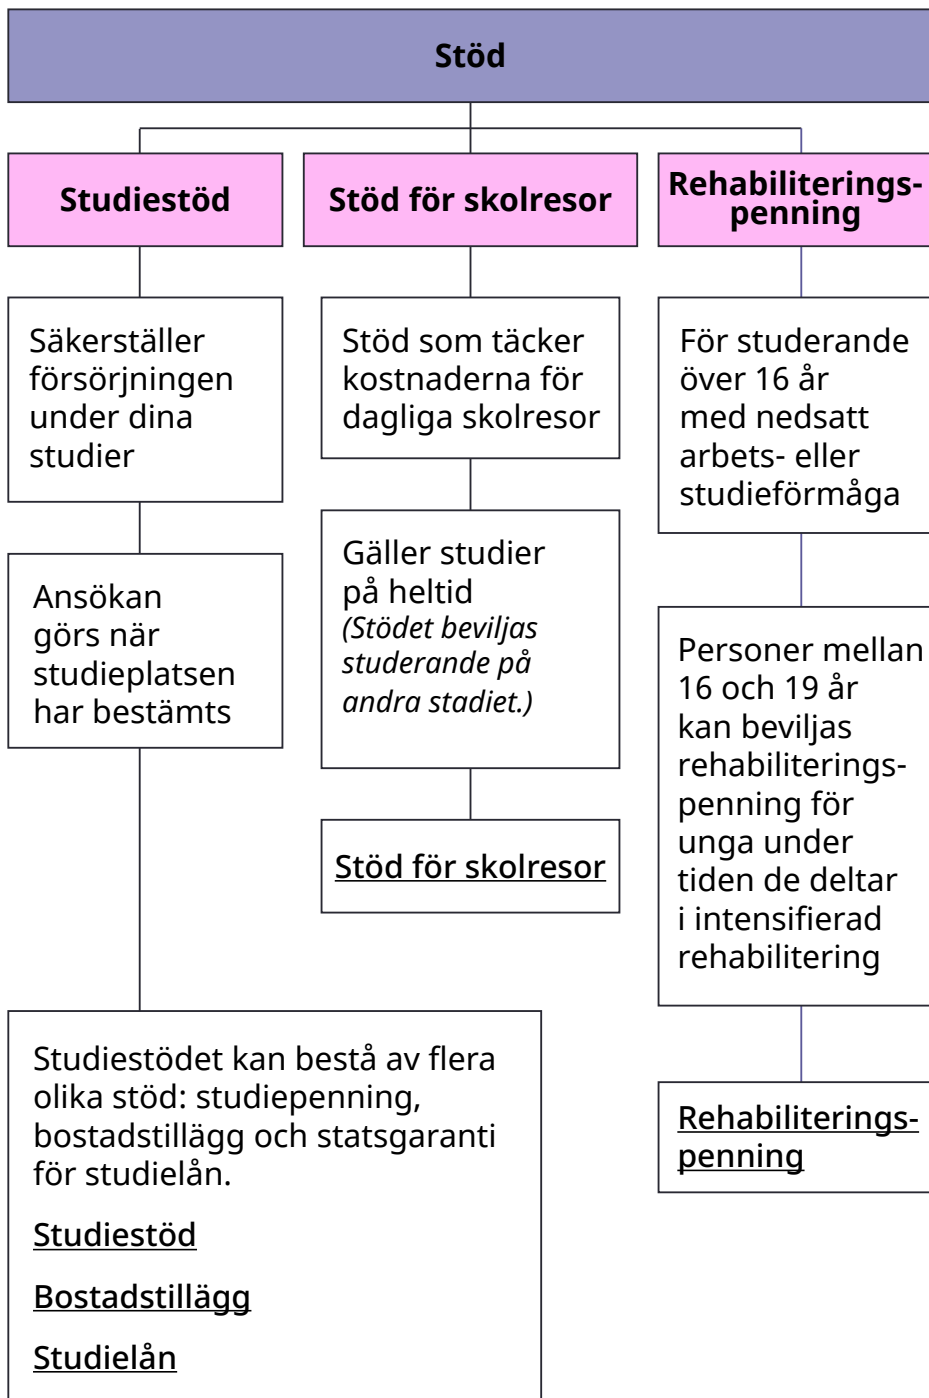 Stöd
Studiestöd
Säkerställer
försörjningen
under dina
studier
Ansökan
görs när
studieplatsen
har bestämts
Studiestödet kan bestå av flera
olika stöd: studiepenning,
bostadstillägg och statsgaranti
för studielån.
Studiestöd
Bostadstillägg
Studielån
Stöd för skolresor
Stöd som täcker
kostnaderna för
dagliga skolresor
Gäller studier
på heltid
(Stödet beviljas
studerande på
andra stadiet.)
Stöd för skolresor
Rehabiliterings-
penning
För studerande
över 16 år
med nedsatt
arbets- eller
studieförmåga
Personer mellan
16 och 19 år
kan beviljas
rehabiliterings-
penning för
unga under
tiden de deltar
i intensifierad
rehabilitering
Rehabiliterings-
penning